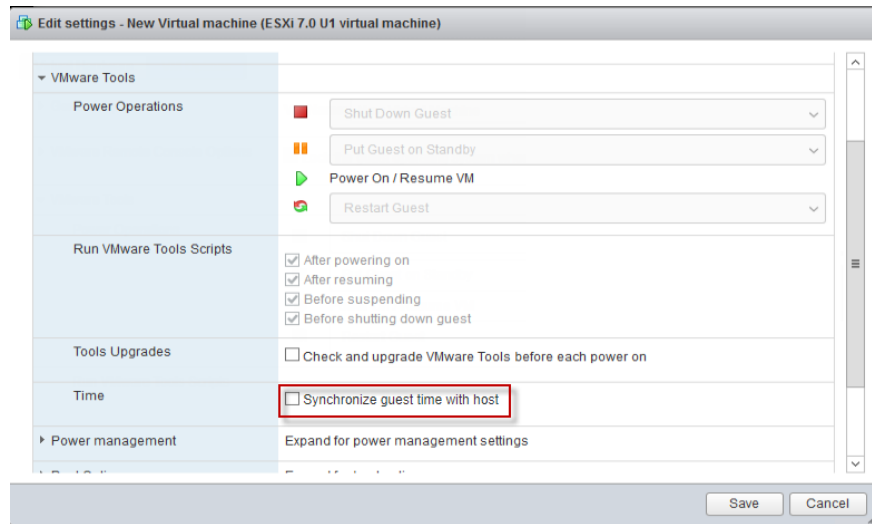 Edit settings - New Virtual machine (ESXi 7.0 U1 virtual machine)
VMware Tools
Power Operations
Shut Down Guest
Put Guest on Standby
Power On / Resume VM
Restart Guest
Run VMware Tools Scripts
After powering on
After resuming
Before suspending
Before shutting down guest
Tools Upgrades
Check and upgrade VMware Tools before each power on
Time
Synchronize guest time with host
Power management
Expand for power management settings
Save
Cancel